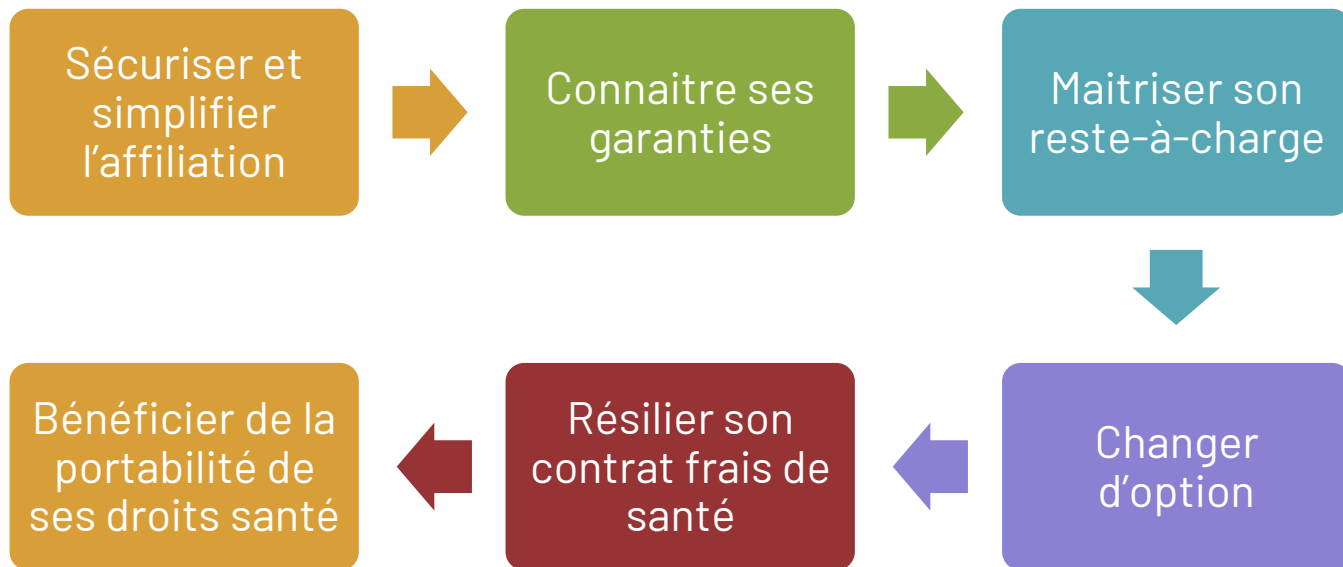 Sécuriser et
simplifier
l’affiliation
Connaitre ses
garanties
Maitriser son
reste-à-charge
Changer
d’option
Résilier son
contrat frais de
santé
Bénéficier de la
portabilité de
ses droits santé